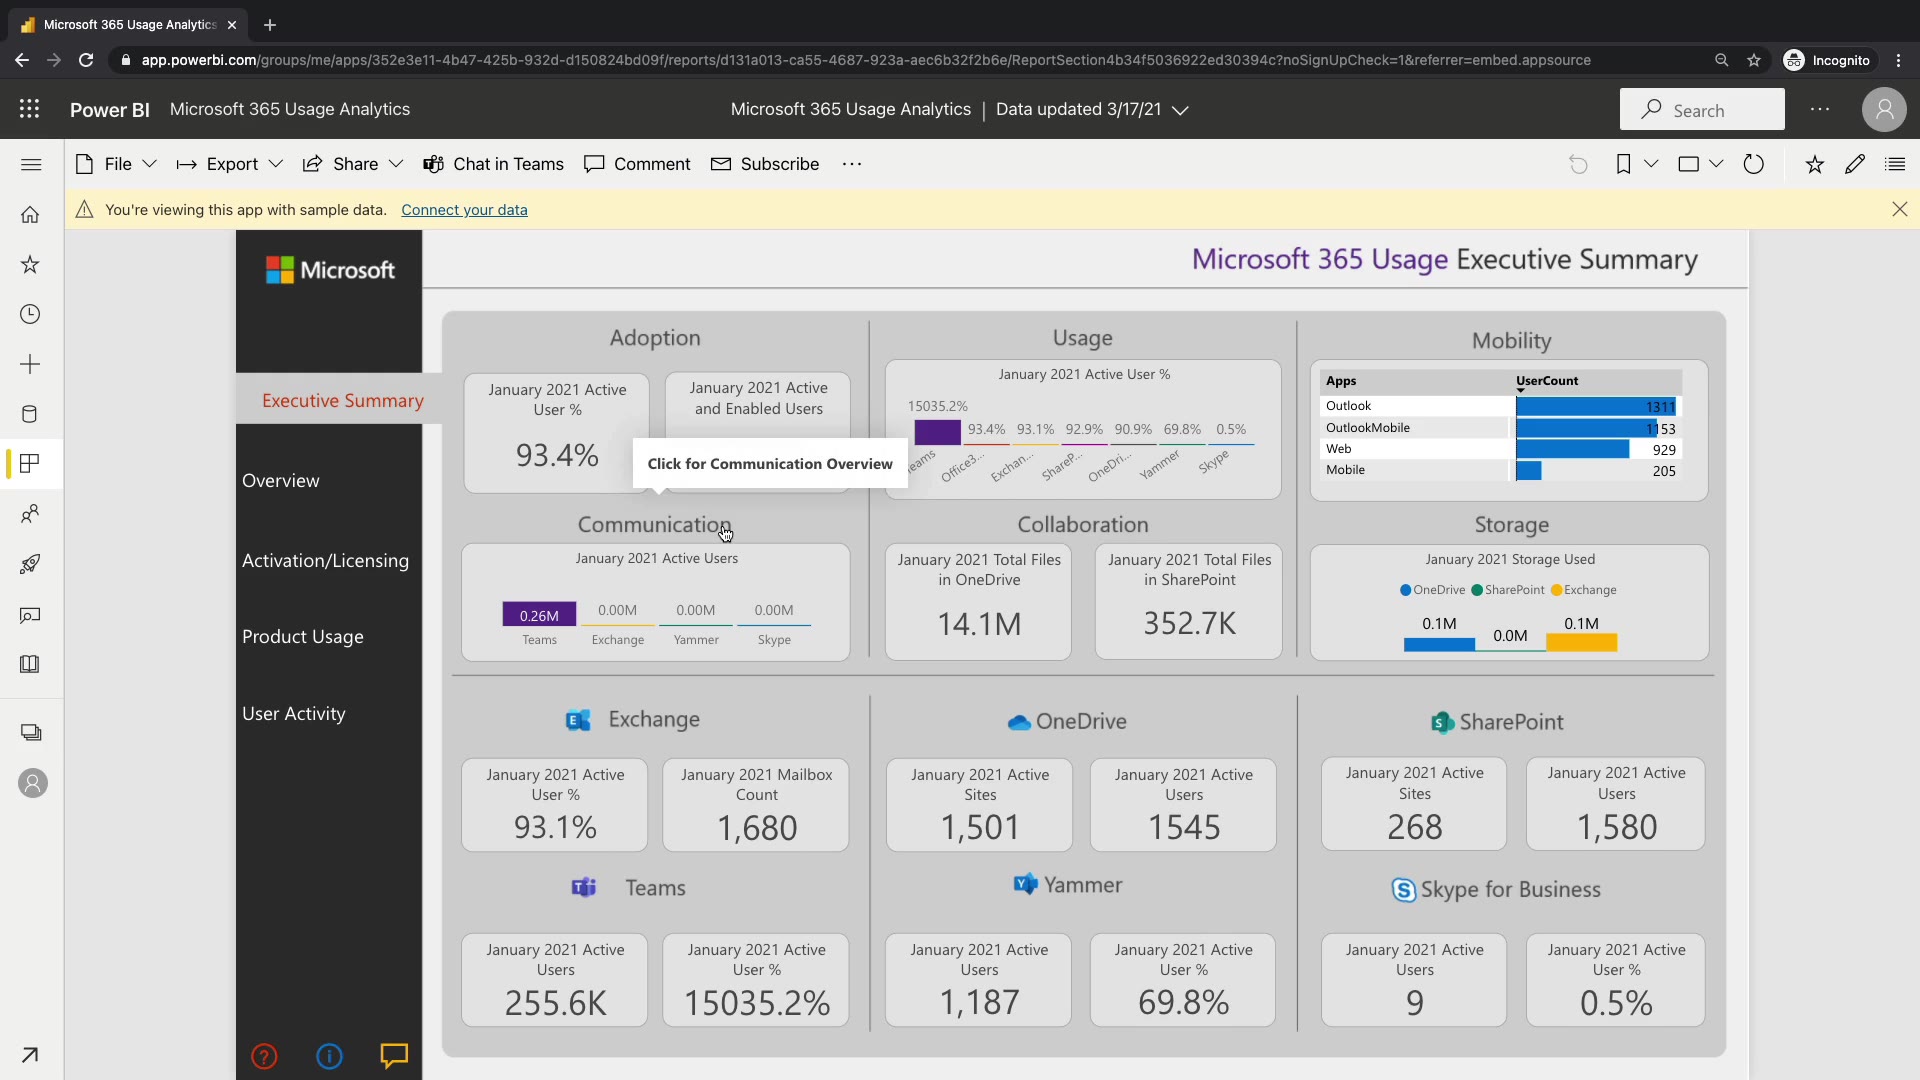 Microsoft 365 Usage Analytics
app.powerbi.com/groups/me/apps/352e3e11-4b47-425b-932d-d150824bd09f/reports/d131a013-ca55-4687-923a-aec6b32f2b6e/ReportSection4b34f5036922ed30394c?noSignUpCheck=1&referrer=embed.appsource
Incognito
Power BI Microsoft 365 Usage Analytics
Microsoft 365 Usage Analytics | Data updated 3/17/21
Search
File Export Share Chat in Teams Comment Subscribe
You're viewing this app with sample data. Connect your data
Microsoft
Executive Summary
Overview
Activation/Licensing
Product Usage
User Activity
Microsoft 365 Usage Executive Summary
Adoption
January 2021 Active
User %
93.4%
January 2021 Active
and Enabled Users
Click for Communication Overview
Usage
January 2021 Active User %
15035.2% 93.4% 93.1% 92.9% 90.9% 69.8% 0.5%
Office3... Exchan... ShareP... OneDri... Yammer Skype
Mobility
Apps UserCount
Outlook 1311
OutlookMobile 1153
Web 929
Mobile 205
Communication
January 2021 Active Users
0.26M 0.00M 0.00M 0.00M
Teams Exchange Yammer Skype
Collaboration
January 2021 Total Files
in OneDrive
14.1M
January 2021 Total Files
in SharePoint
352.7K
Storage
January 2021 Storage Used
OneDrive SharePoint Exchange
0.1M 0.0M 0.1M
Exchange
January 2021 Active
User %
93.1%
January 2021 Mailbox
Count
1,680
OneDrive
January 2021 Active
Sites
1,501
January 2021 Active
Users
1545
SharePoint
January 2021 Active
Sites
268
January 2021 Active
Users
1,580
Teams
January 2021 Active
Users
255.6K
January 2021 Active
User %
15035.2%
Yammer
January 2021 Active
Users
1,187
January 2021 Active
User %
69.8%
Skype for Business
January 2021 Active
Users
9
January 2021 Active
User %
0.5%